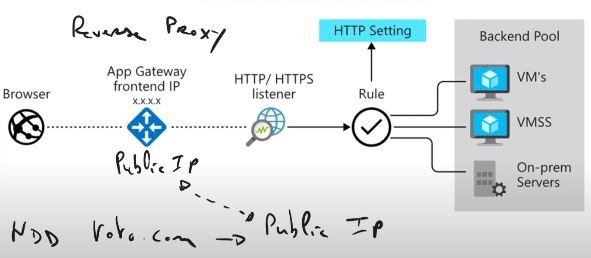 Reverse Proxy
HTTP Setting
Backend Pool
Browser
App Gateway
frontend IP
x.x.x.x
HTTP/ HTTPS
listener
Rule
VM's
VMSS
On-prem
Servers
Public Ip
NDD toto.com → Public Ip